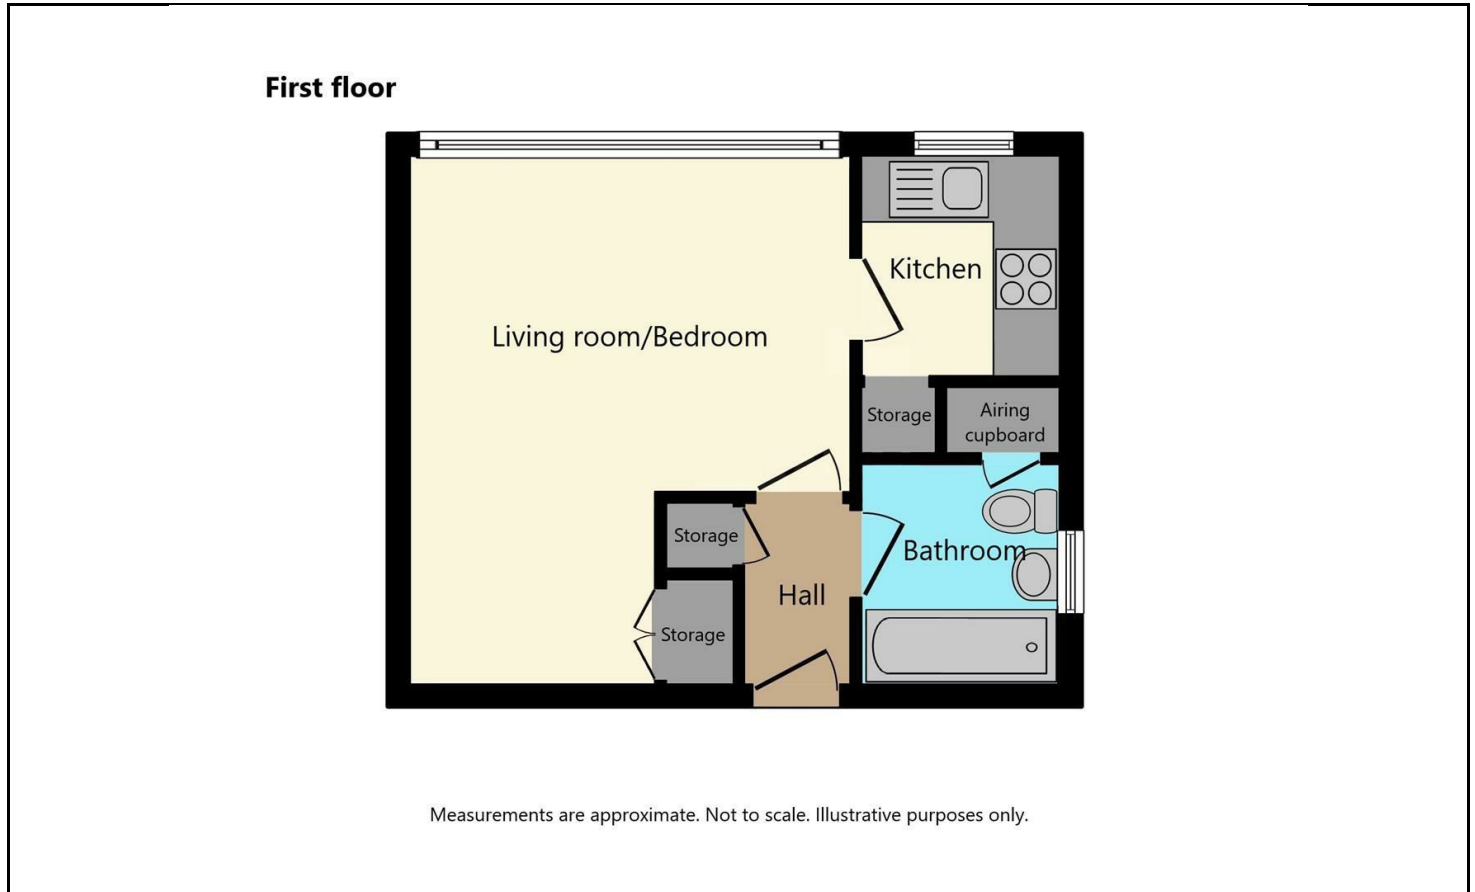 First floor
Kitchen
Living room/Bedroom
Storage
Airing
cupboard
Storage
Bathroom
Hall
Storage
Measurements are approximate. Not to scale. Illustrative purposes only.